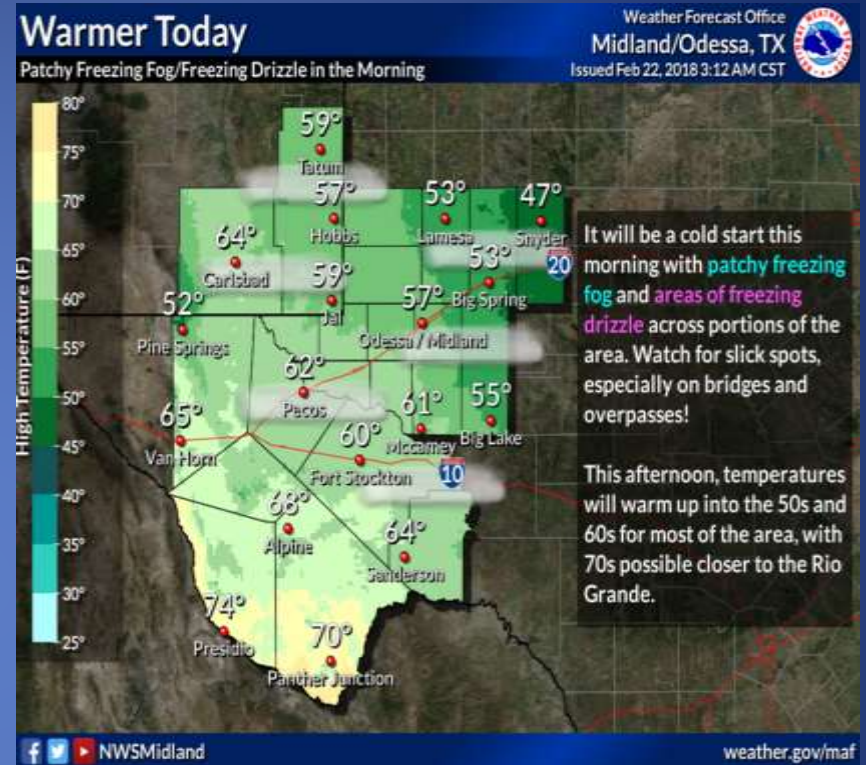 Warmer Today
Patchy Freezing Fog/Freezing Drizzle in the Morning
Weather Forecast Office
Midland/Odessa, TX
Issued Feb 22, 2018 3:12 AM CST
High Temperature (F)
80°
75°
70°
65°
60°
55°
50°
45°
40°
35°
30°
25°
59°
Tatum
57°
Hobbs
53°
Lamesa
47°
Snyder
64°
Carlsbad
59°
Jal
53°
Big Spring
20
52°
Pine Springs
57°
Odessa / Midland
62°
Pecos
61°
Mccamey
55°
Big Lake
65°
Van Horn
60°
Fort Stockton
10
68°
Alpine
64°
Sanderson
74°
Presidio
70°
Panther Junction
It will be a cold start this
morning with patchy freezing
fog and areas of freezing
drizzle across portions of the
area. Watch for slick spots,
especially on bridges and
overpasses!
This afternoon, temperatures
will warm up into the 50s and
60s for most of the area, with
70s possible closer to the Rio
Grande.
NWSMidland
weather.gov/maf